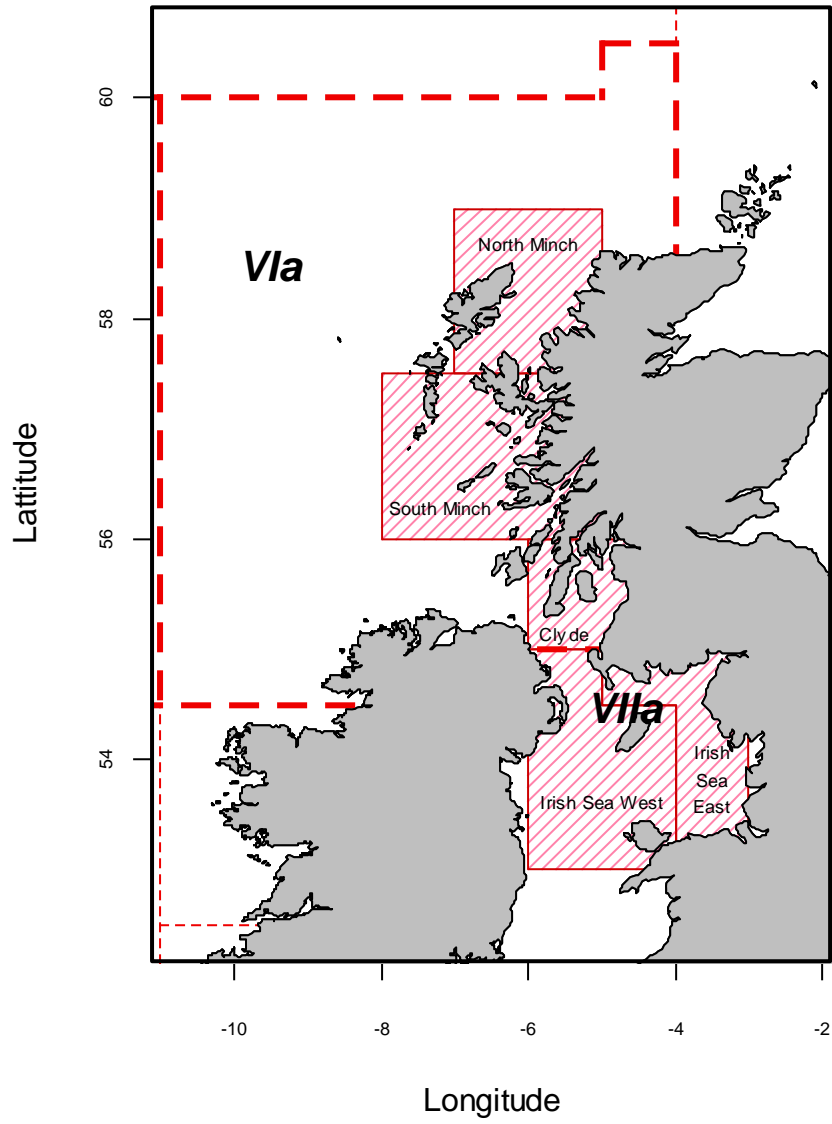 60
North Minch
VIa
58
Lattitude
South Minch
56
Clyde
VIIa
54
Irish
Sea
East
Irish Sea West
-10
-8
-6
-4
-2
Longitude